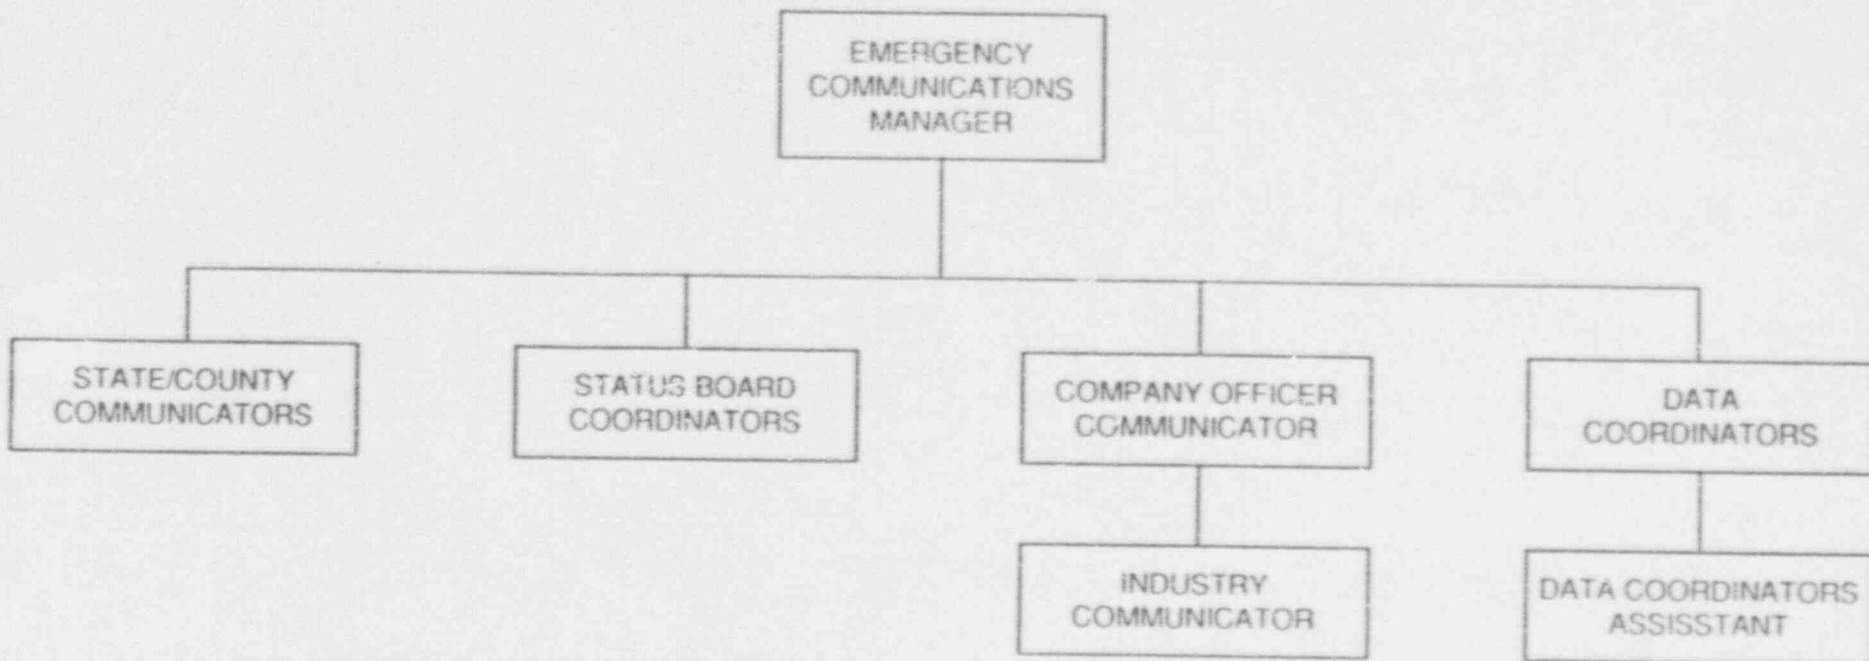 EMERGENCY
COMMUNICATIONS
MANAGER
STATE/COUNTY
COMMUNICATORS
STATUS BOARD
COORDINATORS
COMPANY OFFICER
COMMUNICATOR
DATA
COORDINATORS
INDUSTRY
COMMUNICATOR
DATA COORDINATORS
ASSISSTANT